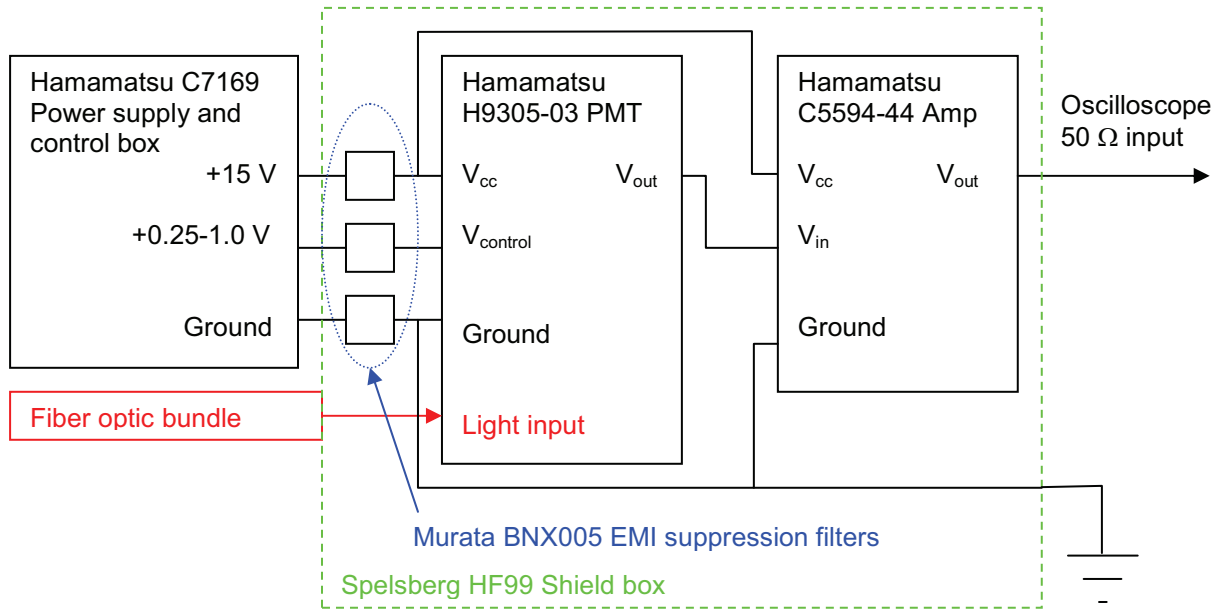 Hamamatsu C7169
Power supply and
control box
+15 V
+0.25-1.0 V
Ground
Hamamatsu
H9305-03 PMT
Vcc
Vout
Vcontrol
Ground
Light input
Hamamatsu
C5594-44 Amp
Vcc
Vout
Vin
Ground
Oscilloscope
50 Ω input
Fiber optic bundle
Murata BNX005 EMI suppression filters
Spelsberg HF99 Shield box